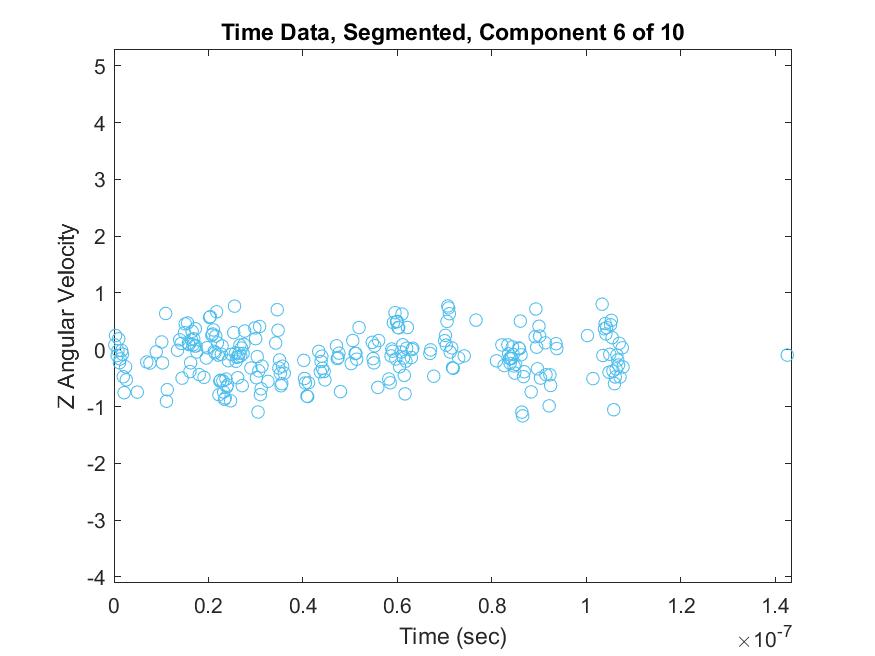 Time Data, Segmented, Component 6 of 10
Z Angular Velocity
5
4
3
2
1
0
-1
-2
-3
-4
0 0.2 0.4 0.6 0.8 1 1.2 1.4
Time (sec)
×10-7